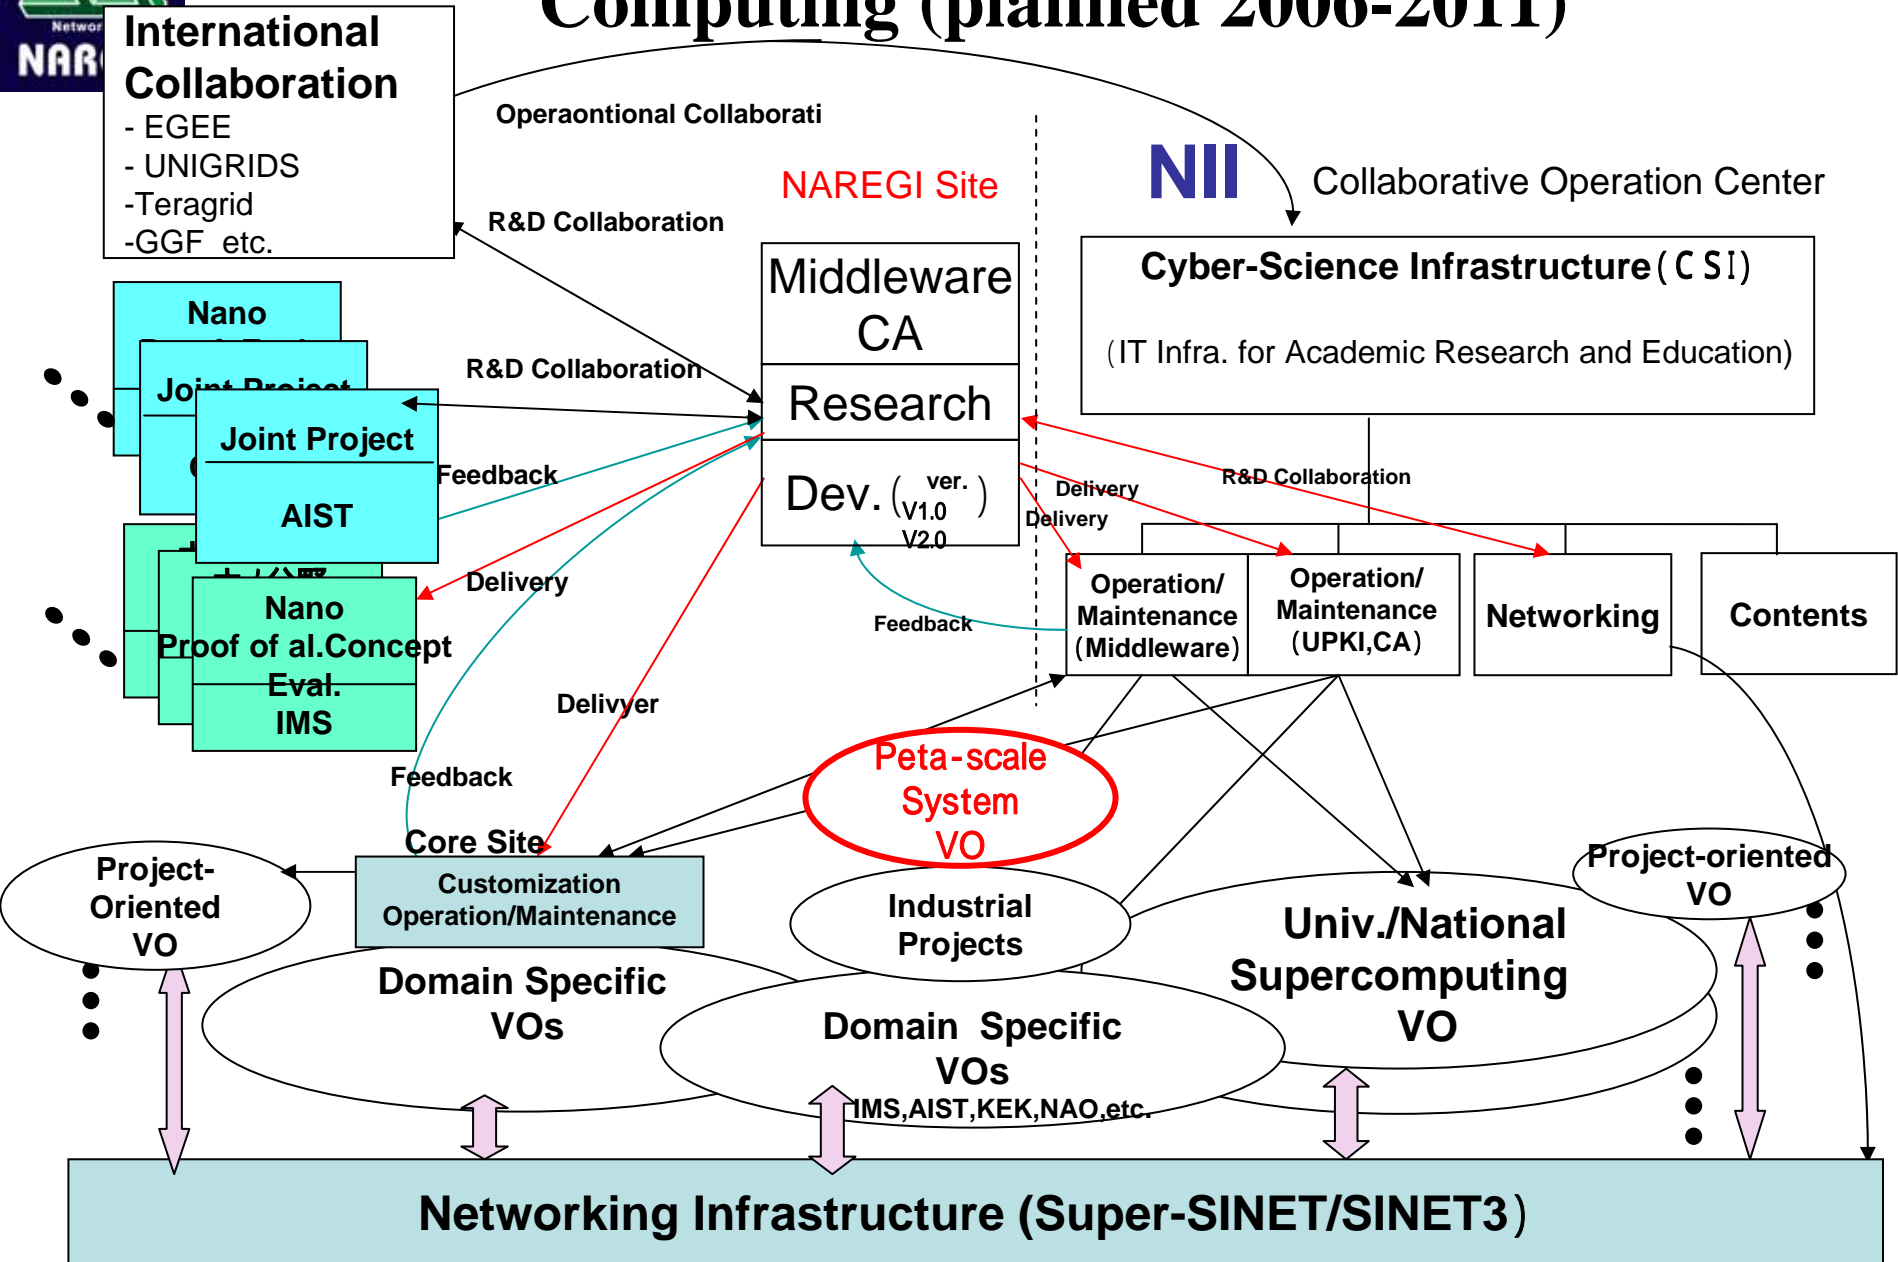 Computing (planned 2006-2011)
Networ
NAR
International
Collaboration
- EGEE
- UNIGRIDS
-Teragrid
-GGF etc.
Operaontional Collaborati
NAREGI Site
NII
Collaborative Operation Center
R&D Collaboration
Middleware
CA
Research
Dev. ( ver. )
V1.0
V2.0
Cyber-Science Infrastructure(CSI)
(IT Infra. for Academic Research and Education)
Nano
Joint Project
R&D Collaboration
Joint Project
AIST
Feedback
Delivery
Delivery
R&D Collaboration
Nano
Proof of al.Concept
Eval.
IMS
Delivery
Feedback
Operation/
Maintenance
(Middleware)
Operation/
Maintenance
(UPKI,CA)
Networking
Contents
Delivyer
Feedback
Peta-scale
System
VO
Core Site
Customization
Operation/Maintenance
Project-
Oriented
VO
Industrial
Projects
Univ./National
Supercomputing
VO
Project-oriented
VO
Domain Specific
VOs
Domain Specific
VOs
IMS,AIST,KEK,NAO,etc.
Networking Infrastructure (Super-SINET/SINET3)